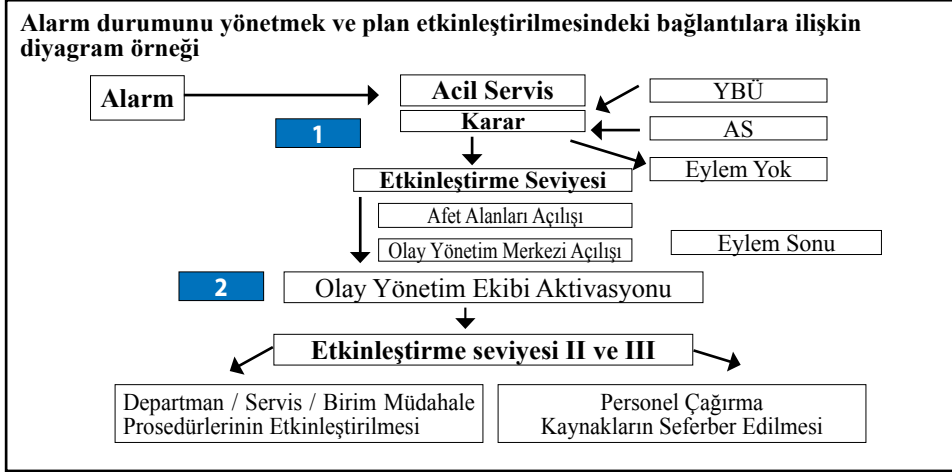 Alarm durumunu yönetmek ve plan etkinleştirilmesindeki bağlantılara ilişkin
diyagram örneği
Alarm
Acil Servis
Karar
YBÜ
AS
Eylem Yok
1
Etkinleştirme Seviyesi
Afet Alanları Açılışı
Olay Yönetim Merkezi Açılışı
Eylem Sonu
2
Olay Yönetim Ekibi Aktivasyonu
Etkinleştirme seviyesi II ve III
Departman / Servis / Birim Müdahale
Prosedürlerinin Etkinleştirilmesi
Personel Çağırma
Kaynakların Seferber Edilmesi